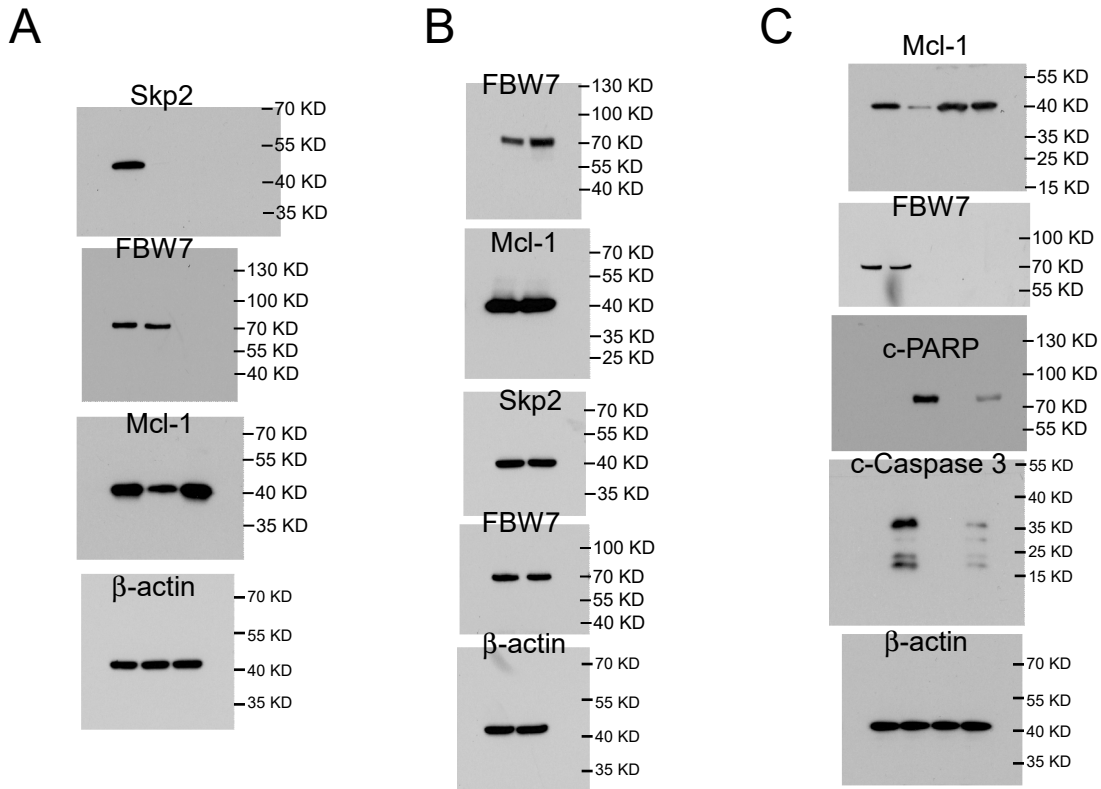 A
Skp2
70 KD
55 KD
40 KD
35 KD
FBW7
130 KD
100 KD
70 KD
55 KD
40 KD
Mcl-1
70 KD
55 KD
40 KD
35 KD
β-actin
70 KD
55 KD
40 KD
35 KD
B
FBW7
130 KD
100 KD
70 KD
55 KD
40 KD
Mcl-1
70 KD
55 KD
40 KD
35 KD
25 KD
Skp2
70 KD
55 KD
40 KD
35 KD
FBW7
100 KD
70 KD
55 KD
40 KD
β-actin
70 KD
55 KD
40 KD
35 KD
C
Mcl-1
55 KD
40 KD
35 KD
25 KD
15 KD
FBW7
100 KD
70 KD
55 KD
c-PARP
130 KD
100 KD
70 KD
55 KD
c-Caspase 3
55 KD
40 KD
35 KD
25 KD
15 KD
β-actin
70 KD
55 KD
40 KD
35 KD